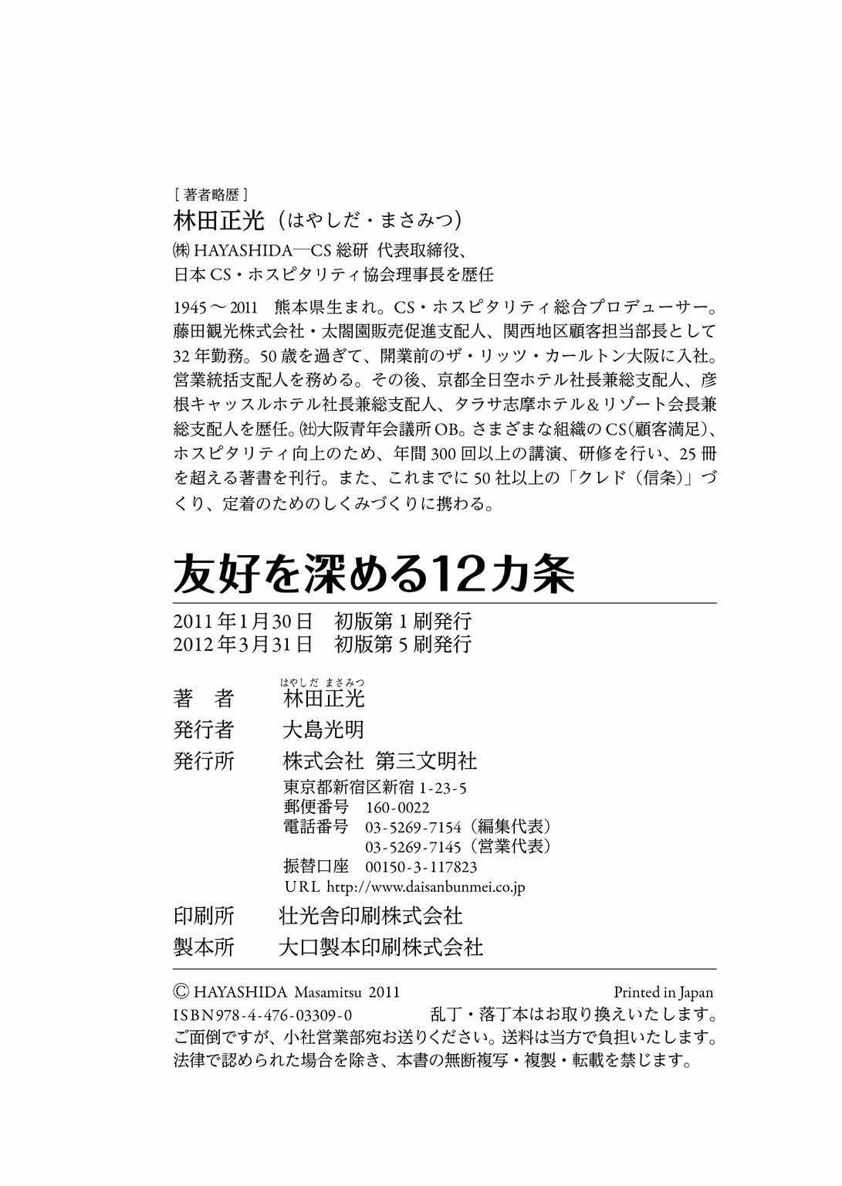 [ 著者略歴 ]
林田正光（はやしだ・まさみつ）
㈱ HAYASHIDA―CS 総研 代表取締役、
日本 CS・ホスピタリティ協会理事長を歴任
1945～2011 熊本県生まれ。CS・ホスピタリティ総合プロデューサー。
藤田観光株式会社・太閤園販売促進支配人、関西地区顧客担当部長として
32 年勤務。50 歳を過ぎて、開業前のザ・リッツ・カールトン大阪に入社。
営業統括支配人を務める。その後、京都全日空ホテル社長兼総支配人、彦
根キャッスルホテル社長兼総支配人、タラサ志摩ホテル＆リゾート会長兼
総支配人を歴任。㈳大阪青年会議所 OB。さまざまな組織の CS（顧客満足）、
ホスピタリティ向上のため、年間 300 回以上の講演、研修を行い、25 冊
を超える著書を刊行。また、これまでに 50 社以上の「クレド（信条）」づ
くり、定着のためのしくみづくりに携わる。
友好を深める12カ条
2011 年 1 月 30 日 初版第 1 刷発行
2012 年 3 月 31 日 初版第 5 刷発行
はやしだ まさみつ
著 者 林田正光
発行者 大島光明
発行所 株式会社 第三文明社
東京都新宿区新宿 1-23-5
郵便番号 160-0022
電話番号 03-5269-7154（編集代表）
03-5269-7145（営業代表）
振替口座 00150-3-117823
URL http://www.daisanbunmei.co.jp
印刷所 壮光舎印刷株式会社
製本所 大口製本印刷株式会社
© HAYASHIDA Masamitsu 2011 Printed in Japan
ISBN978-4-476-03309-0 乱丁・落丁本はお取り換えいたします。
ご面倒ですが、小社営業部宛お送りください。送料は当方で負担いたします。
法律で認められた場合を除き、本書の無断複写・複製・転載を禁じます。